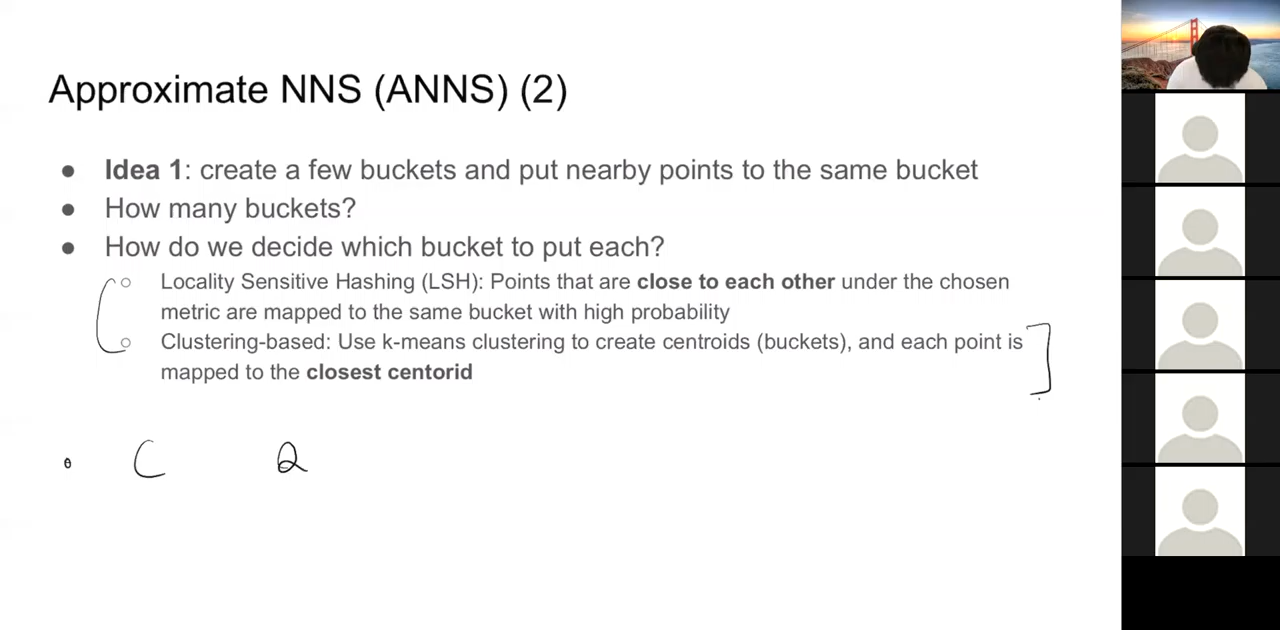 Approximate NNS (ANNS) (2)
● Idea 1: create a few buckets and put nearby points to the same bucket
● How many buckets?
● How do we decide which bucket to put each?
○ Locality Sensitive Hashing (LSH): Points that are close to each other under the chosen
metric are mapped to the same bucket with high probability
○ Clustering-based: Use k-means clustering to create centroids (buckets), and each point is
mapped to the closest centorid
C Q